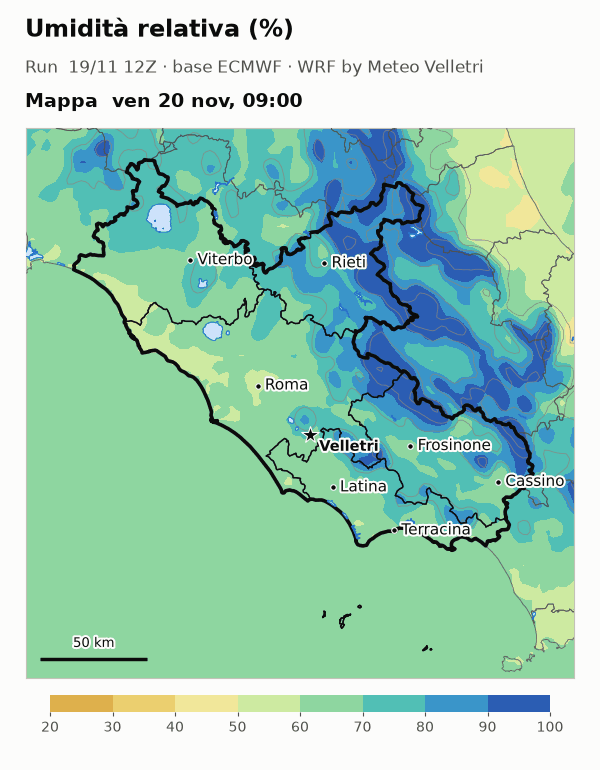 Umidità relativa (%)
Run  19/11 12Z · base ECMWF · WRF by Meteo Velletri
Mappa  ven 20 nov, 09:00
Viterbo
Rieti
Roma
Velletri
Frosinone
Cassino
Latina
Terracina
50 km
20 30 40 50 60 70 80 90 100